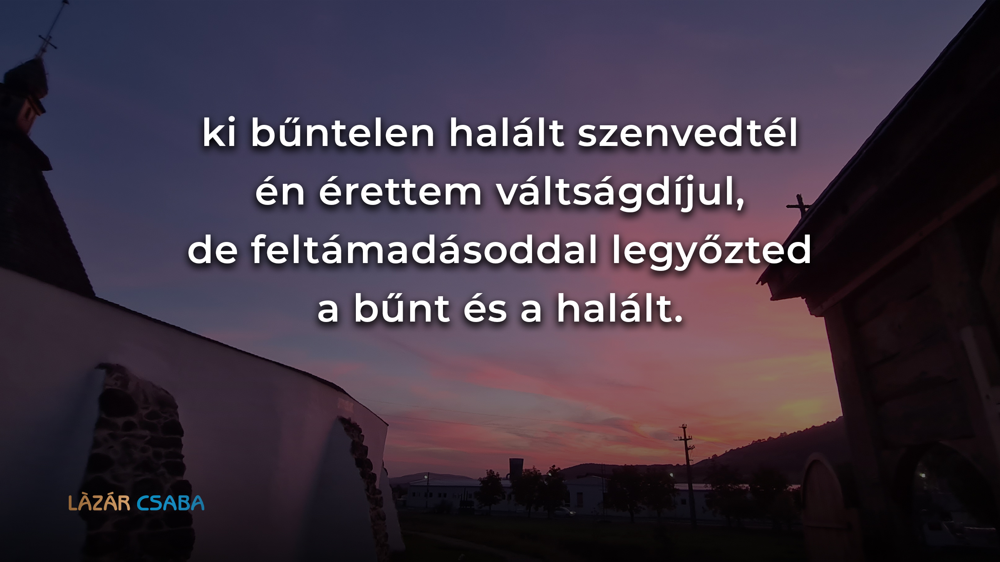 ki bűntelen halált szenvedtél
én érettem váltságdíjul,
de feltámadásoddal legyőzted
a bűnt és a halált.
LÀZÁR CSABA